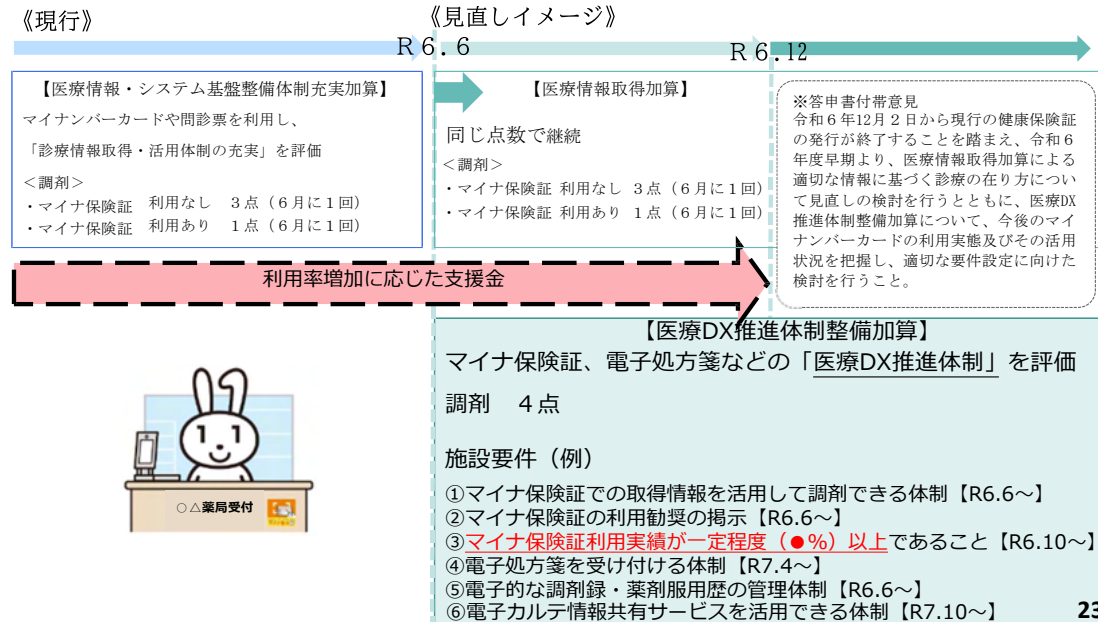 《現行》
《見直しイメージ》
R6.6
R6.12
【医療情報・システム基盤整備体制充実加算】
マイナンバーカードや問診票を利用し、
「診療情報取得・活用体制の充実」を評価
＜調剤＞
・マイナ保険証 利用なし 3点（6月に1回）
・マイナ保険証 利用あり 1点（6月に1回）
【医療情報取得加算】
同じ点数で継続
＜調剤＞
・マイナ保険証 利用なし 3点（6月に1回）
・マイナ保険証 利用あり 1点（6月に1回）
※答申書付帯意見
令和6年12月2日から現行の健康保険証
の発行が終了することを踏まえ、令和6
年度早期より、医療情報取得加算による
適切な情報に基づく診療の在り方につい
て見直しの検討を行うとともに、医療DX
推進体制整備加算について、今後のマイ
ナンバーカードの利用実態及びその活用
状況を把握し、適切な要件設定に向けた
検討を行うこと。
利用率増加に応じた支援金
【医療DX推進体制整備加算】
マイナ保険証、電子処方箋などの「医療DX推進体制」を評価
調剤 4点
施設要件（例）
①マイナ保険証での取得情報を活用して調剤できる体制【R6.6～】
②マイナ保険証の利用勧奨の掲示【R6.6～】
③マイナ保険証利用実績が一定程度（●%）以上であること【R6.10～】
④電子処方箋を受け付ける体制【R7.4～】
⑤電子的な調剤録・薬剤服用歴の管理体制【R6.6～】
⑥電子カルテ情報共有サービスを活用できる体制【R7.10～】
○△薬局受付
23